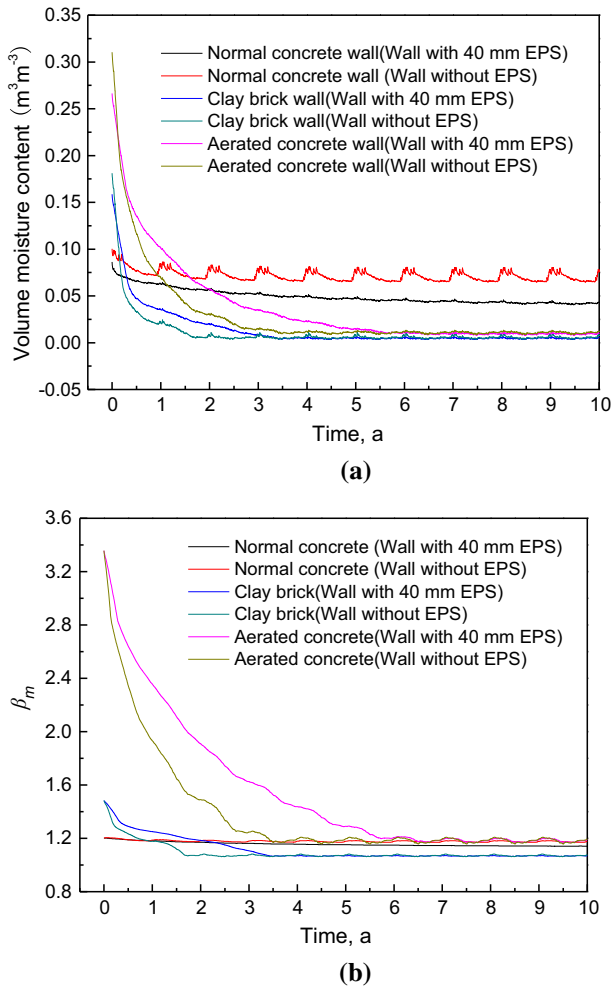 0.35
0.30
0.25
0.20
0.15
0.10
0.05
0.00
-0.05
Volume moisture content (m³m⁻³)
Normal concrete wall(Wall with 40 mm EPS)
Normal concrete wall (Wall without EPS)
Clay brick wall(Wall with 40 mm EPS)
Clay brick wall(Wall without EPS)
Aerated concrete wall(Wall with 40 mm EPS)
Aerated concrete wall(Wall without EPS)
0 1 2 3 4 5 6 7 8 9 10
Time, a
(a)
3.6
3.2
2.8
2.4
2.0
1.6
1.2
0.8
βm
Normal concrete (Wall with 40 mm EPS)
Normal concrete (Wall without EPS)
Clay brick(Wall with 40 mm EPS)
Clay brick(Wall without EPS)
Aerated concrete(Wall with 40 mm EPS)
Aerated concrete(Wall without EPS)
0 1 2 3 4 5 6 7 8 9 10
Time, a
(b)